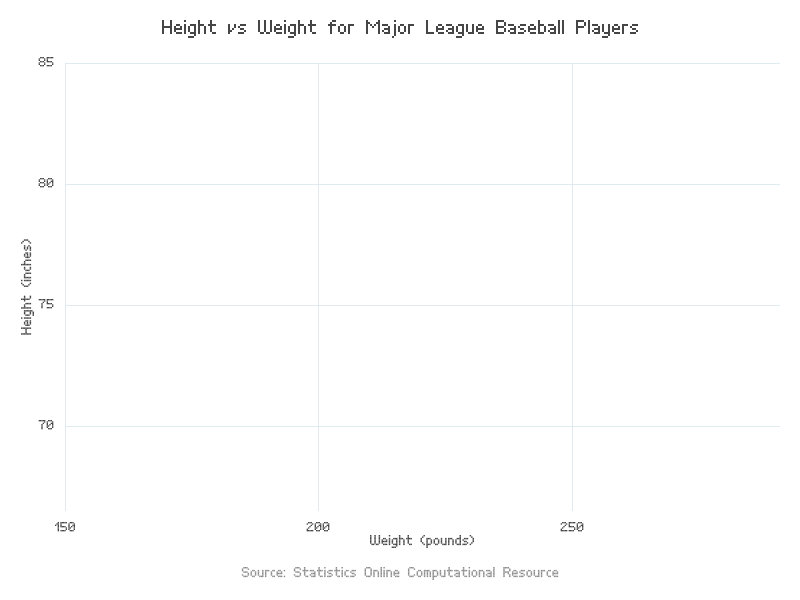 Height vs Weight for Major League Baseball Players
85
80
75
70
Height (inches)
150 200 250
Weight (pounds)
Source: Statistics Online Computational Resource